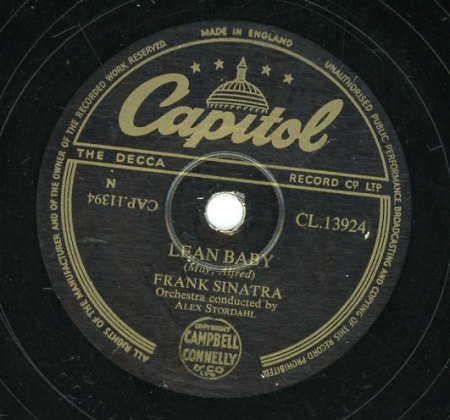 MADE IN ENGLAND
ALL RIGHTS OF THE MANUFACTURER AND OF THE OWNER OF THE RECORDED WORK RESERVED
UNAUTHORISED PUBLIC PERFORMANCE, BROADCASTING AND COPYING OF THIS RECORD PROHIBITED.
Capitol
THE DECCA RECORD CO LTD
CAP.11394
N
CL.13924
LEAN BABY
(May; Alfred)
FRANK SINATRA
Orchestra conducted by
ALEX STORDAHL
COPYRIGHT
CAMPBELL
CONNELLY
& CO